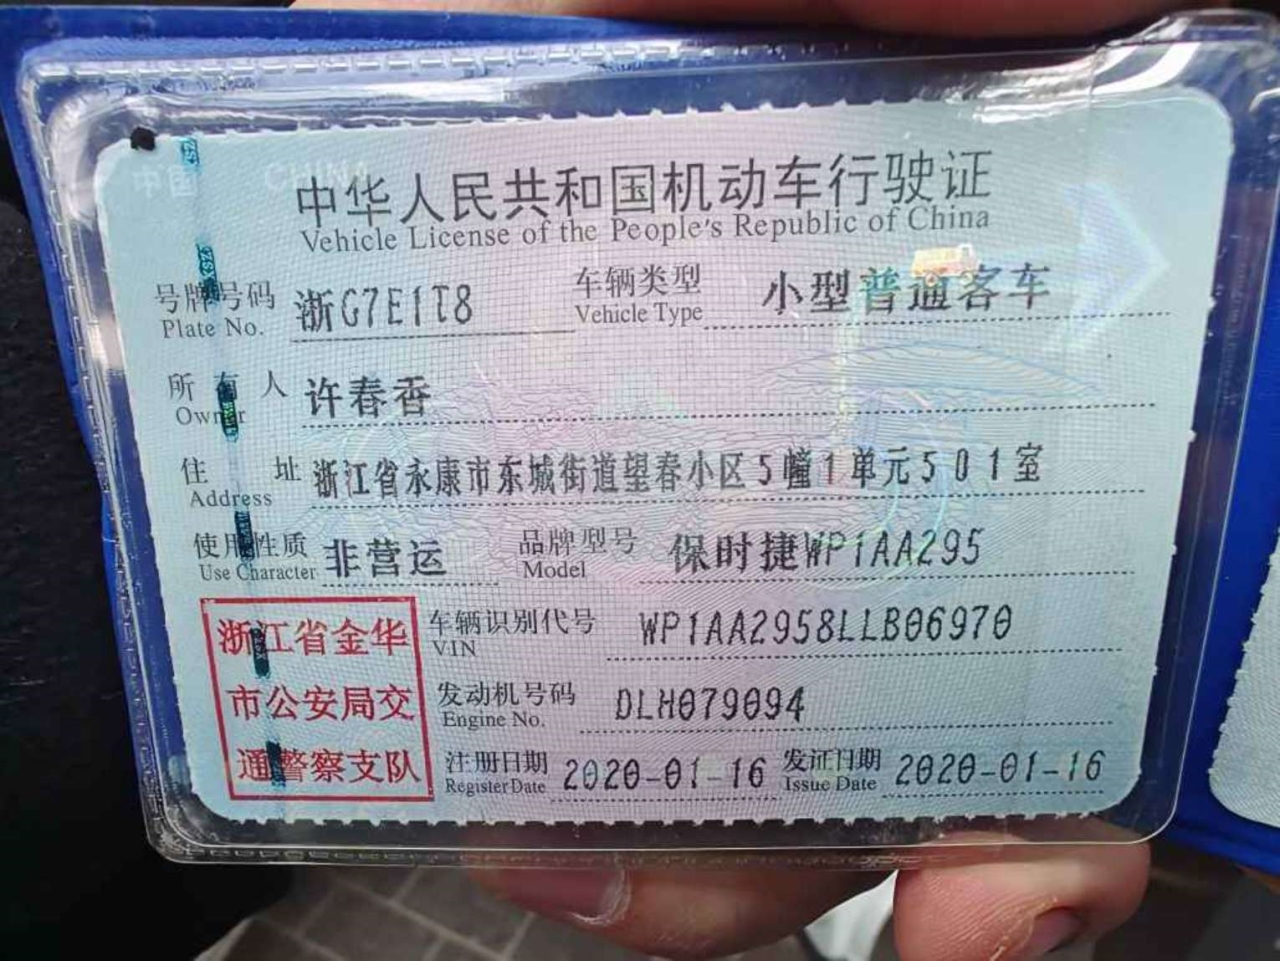 中国 CHINA
中华人民共和国机动车行驶证
Vehicle License of the People's Republic of China
号牌号码 浙G7E1T8 车辆类型 小型普通客车
Plate No. Vehicle Type
所有人 许春香
Owner
住址 浙江省永康市东城街道望春小区5幢1单元501室
Address
使用性质 非营运 品牌型号 保时捷WP1AA295
Use Character Model
浙江省金华
市公安局交
通警察支队
车辆识别代号 WP1AA2958LLB06970
VIN
发动机号码 DLH079094
Engine No.
注册日期 2020-01-16 发证日期 2020-01-16
Register Date Issue Date